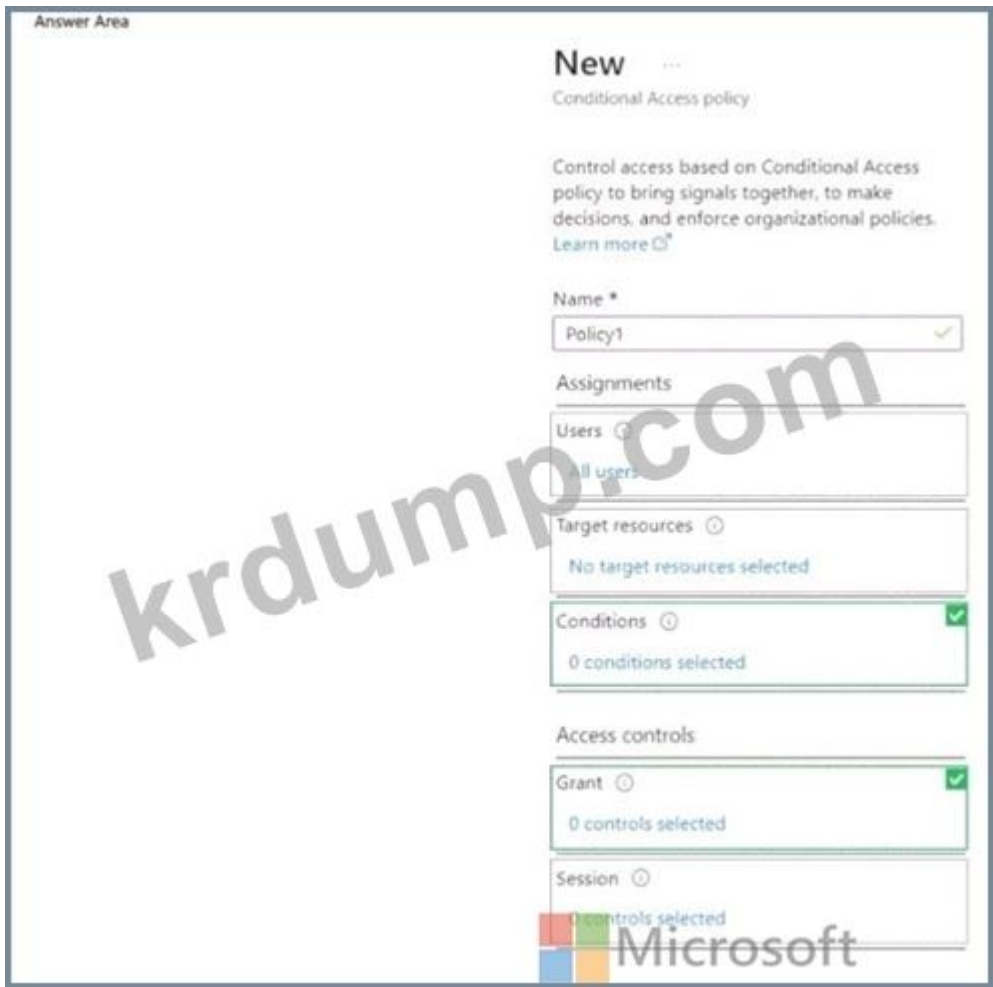 Answer Area
New ...
Conditional Access policy
Control access based on Conditional Access
policy to bring signals together, to make
decisions, and enforce organizational policies.
Learn more
Name *
Policy1
Assignments
Users
All users
Target resources
No target resources selected
Conditions
0 conditions selected
Access controls
Grant
0 controls selected
Session
0 controls selected
krdump.com
Microsoft